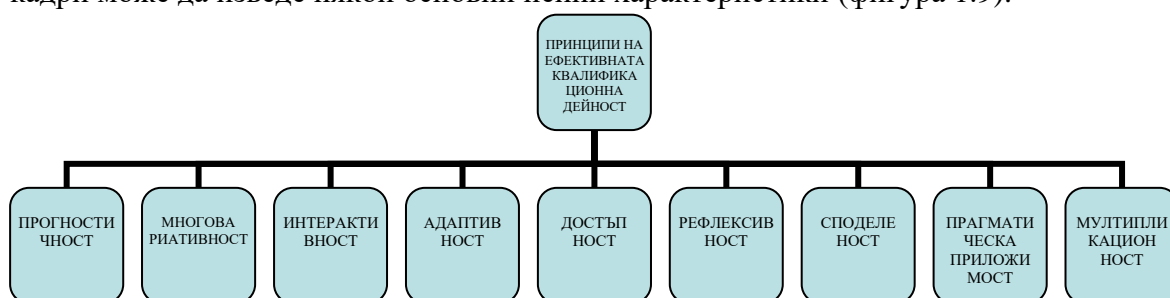 кадри може да изведе някои основни нейни характеристики (фигура 1.9).
ПРИНЦИПИ НА
ЕФЕКТИВНАТА
КВАЛИФИКА
ЦИОННА
ДЕЙНОСТ
ПРОГНОСТИ
ЧНОСТ
МНОГОВА
РИАТИВНОСТ
ИНТЕРАКТИ
ВНОСТ
АДАПТИВ
НОСТ
ДОСТЪП
НОСТ
РЕФЛЕКСИВ
НОСТ
СПОДЕЛЕ
НОСТ
ПРАГМАТИ
ЧЕСКА
ПРИЛОЖИ
МОСТ
МУЛТИПЛИ
КАЦИОН
НОСТ